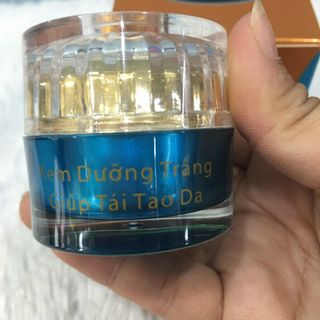 Kem Dưỡng Trắng
Giúp Tái Tạo Da